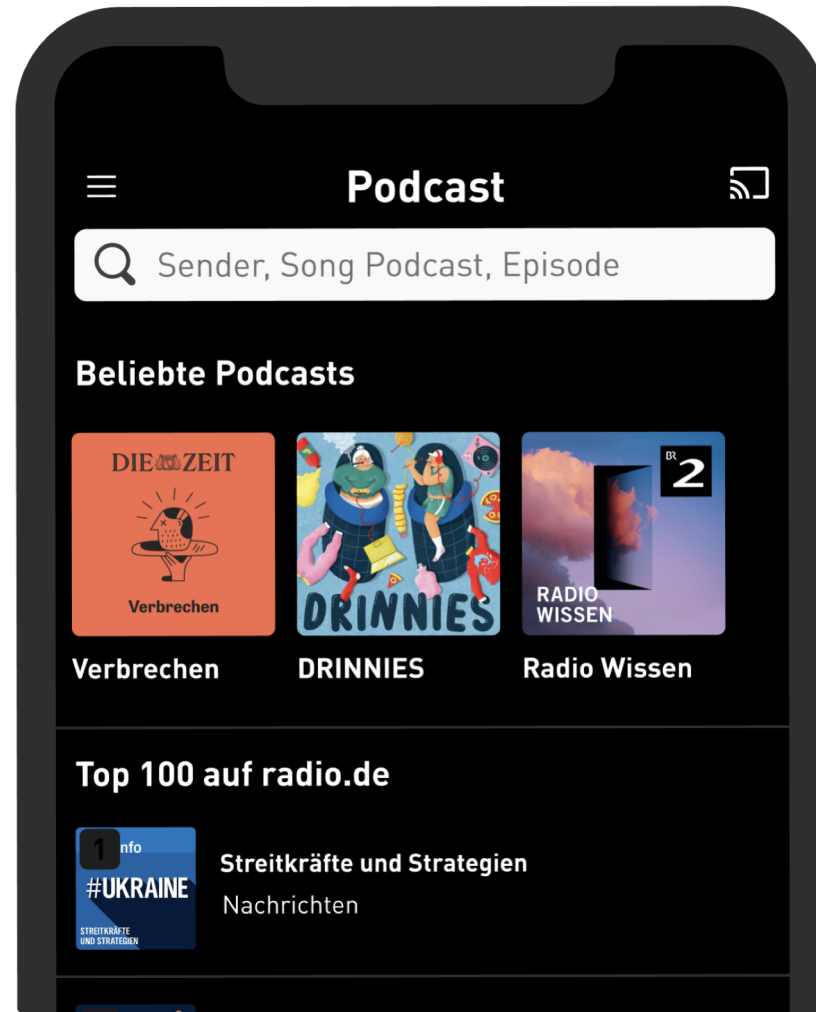 Podcast
Sender, Song Podcast, Episode
Beliebte Podcasts
DIE ZEIT
Verbrechen
DRINNIES
BR
2
RADIO
WISSEN
Verbrechen
DRINNIES
Radio Wissen
Top 100 auf radio.de
1
nfo
#UKRAINE
STREITKRÄFTE
UND STRATEGIEN
Streitkräfte und Strategien
Nachrichten